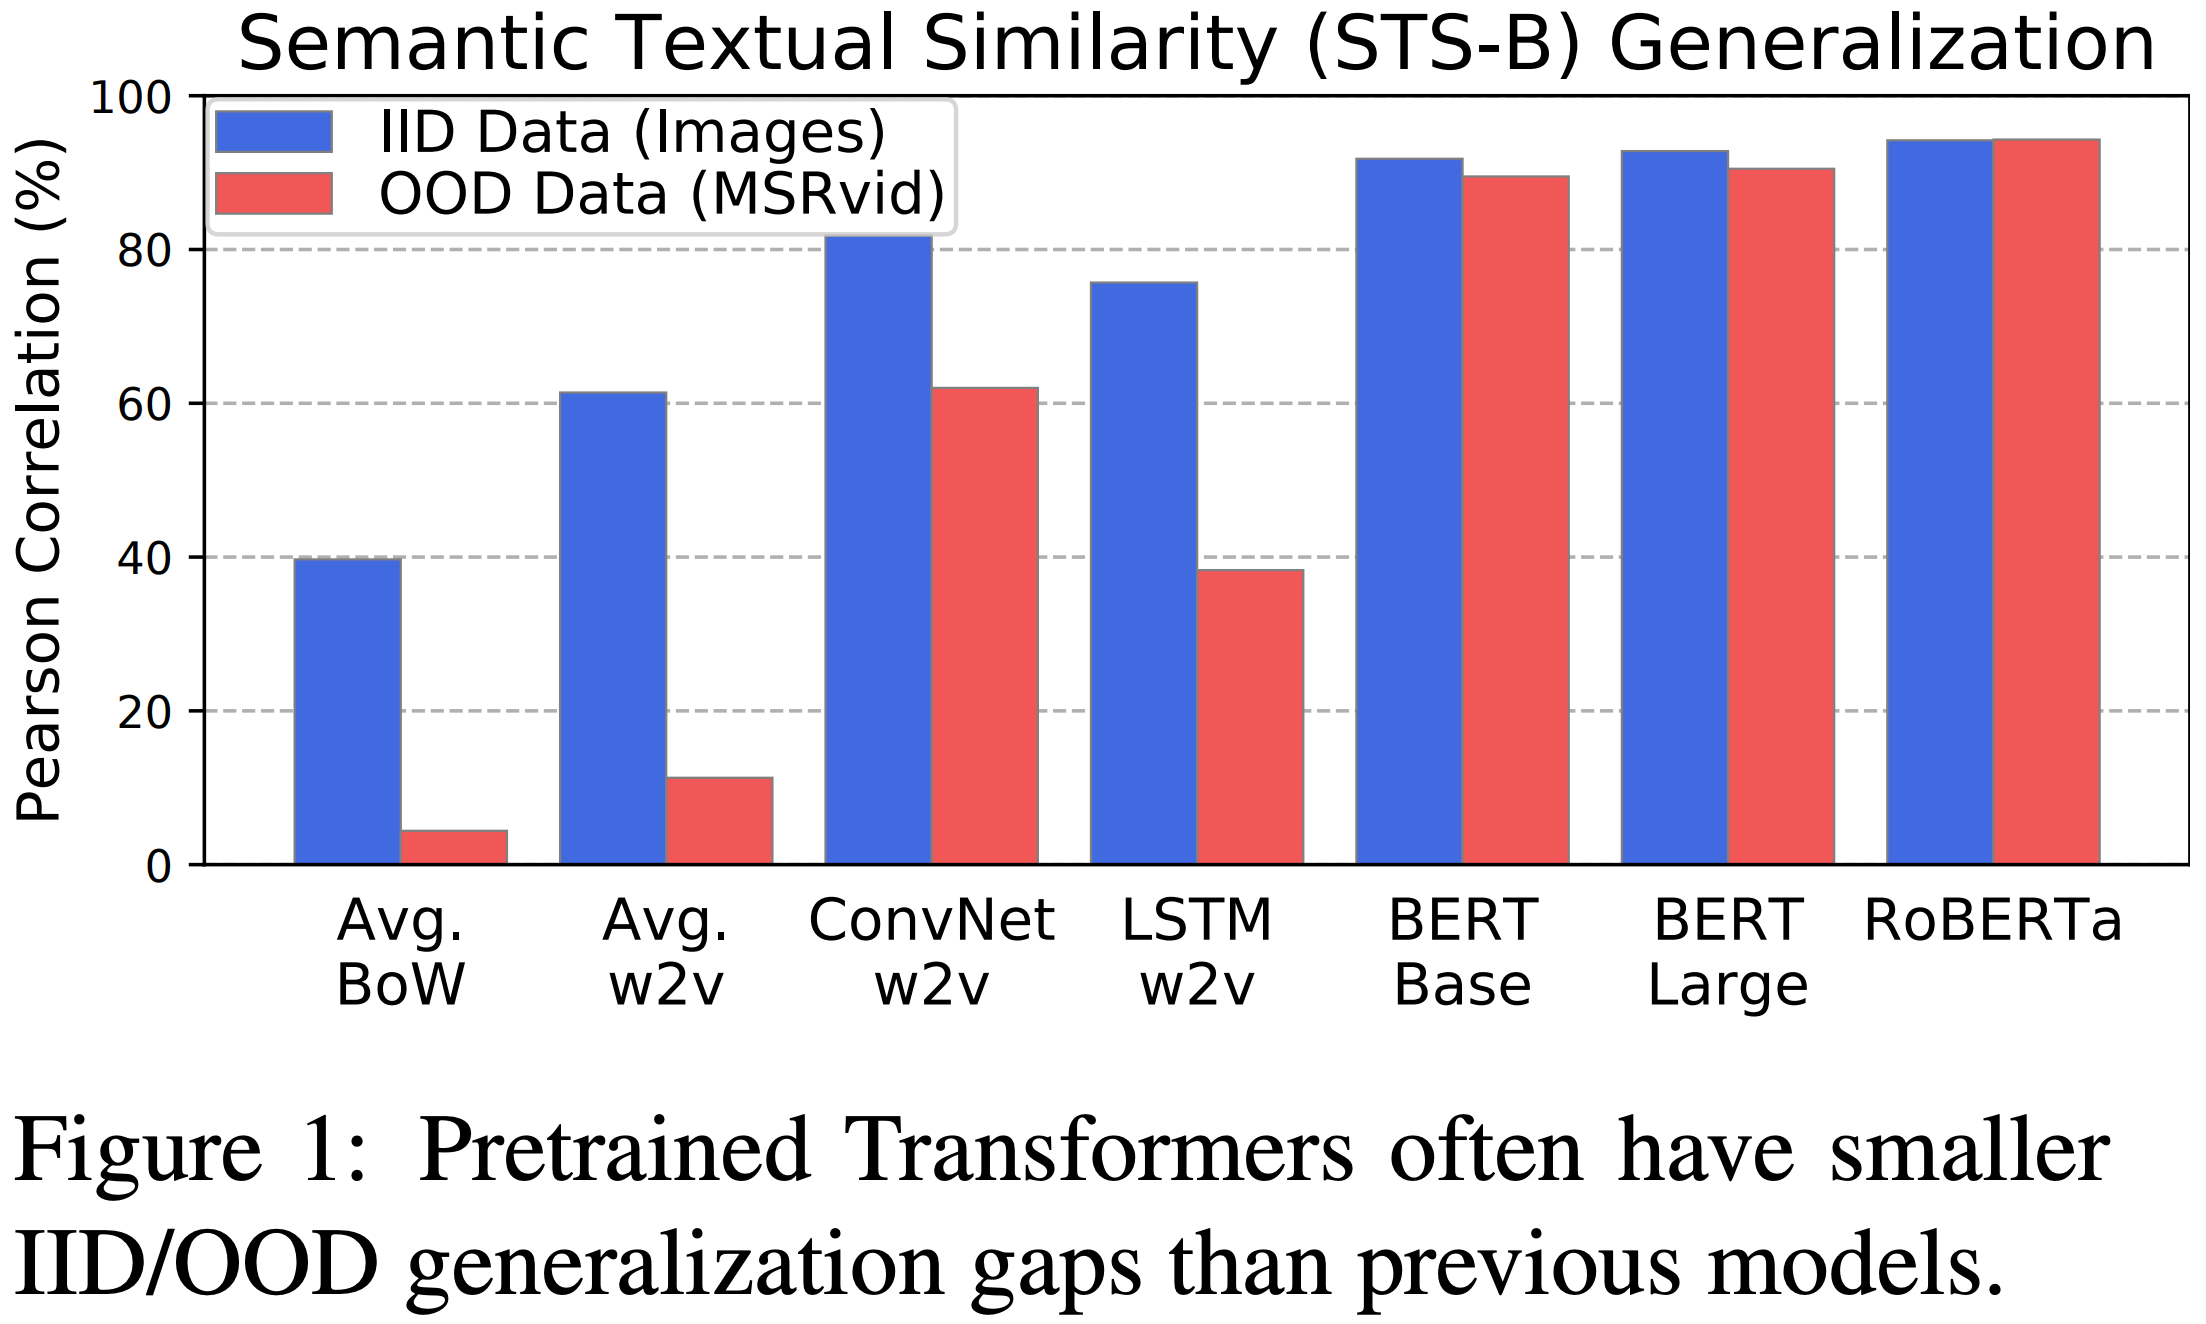 Semantic Textual Similarity (STS-B) Generalization
Pearson Correlation (%)
100
80
60
40
20
0
IID Data (Images)
OOD Data (MSRvid)
Avg.
BoW
Avg.
w2v
ConvNet
w2v
LSTM
w2v
BERT
Base
BERT
Large
RoBERTa
Figure 1: Pretrained Transformers often have smaller
IID/OOD generalization gaps than previous models.